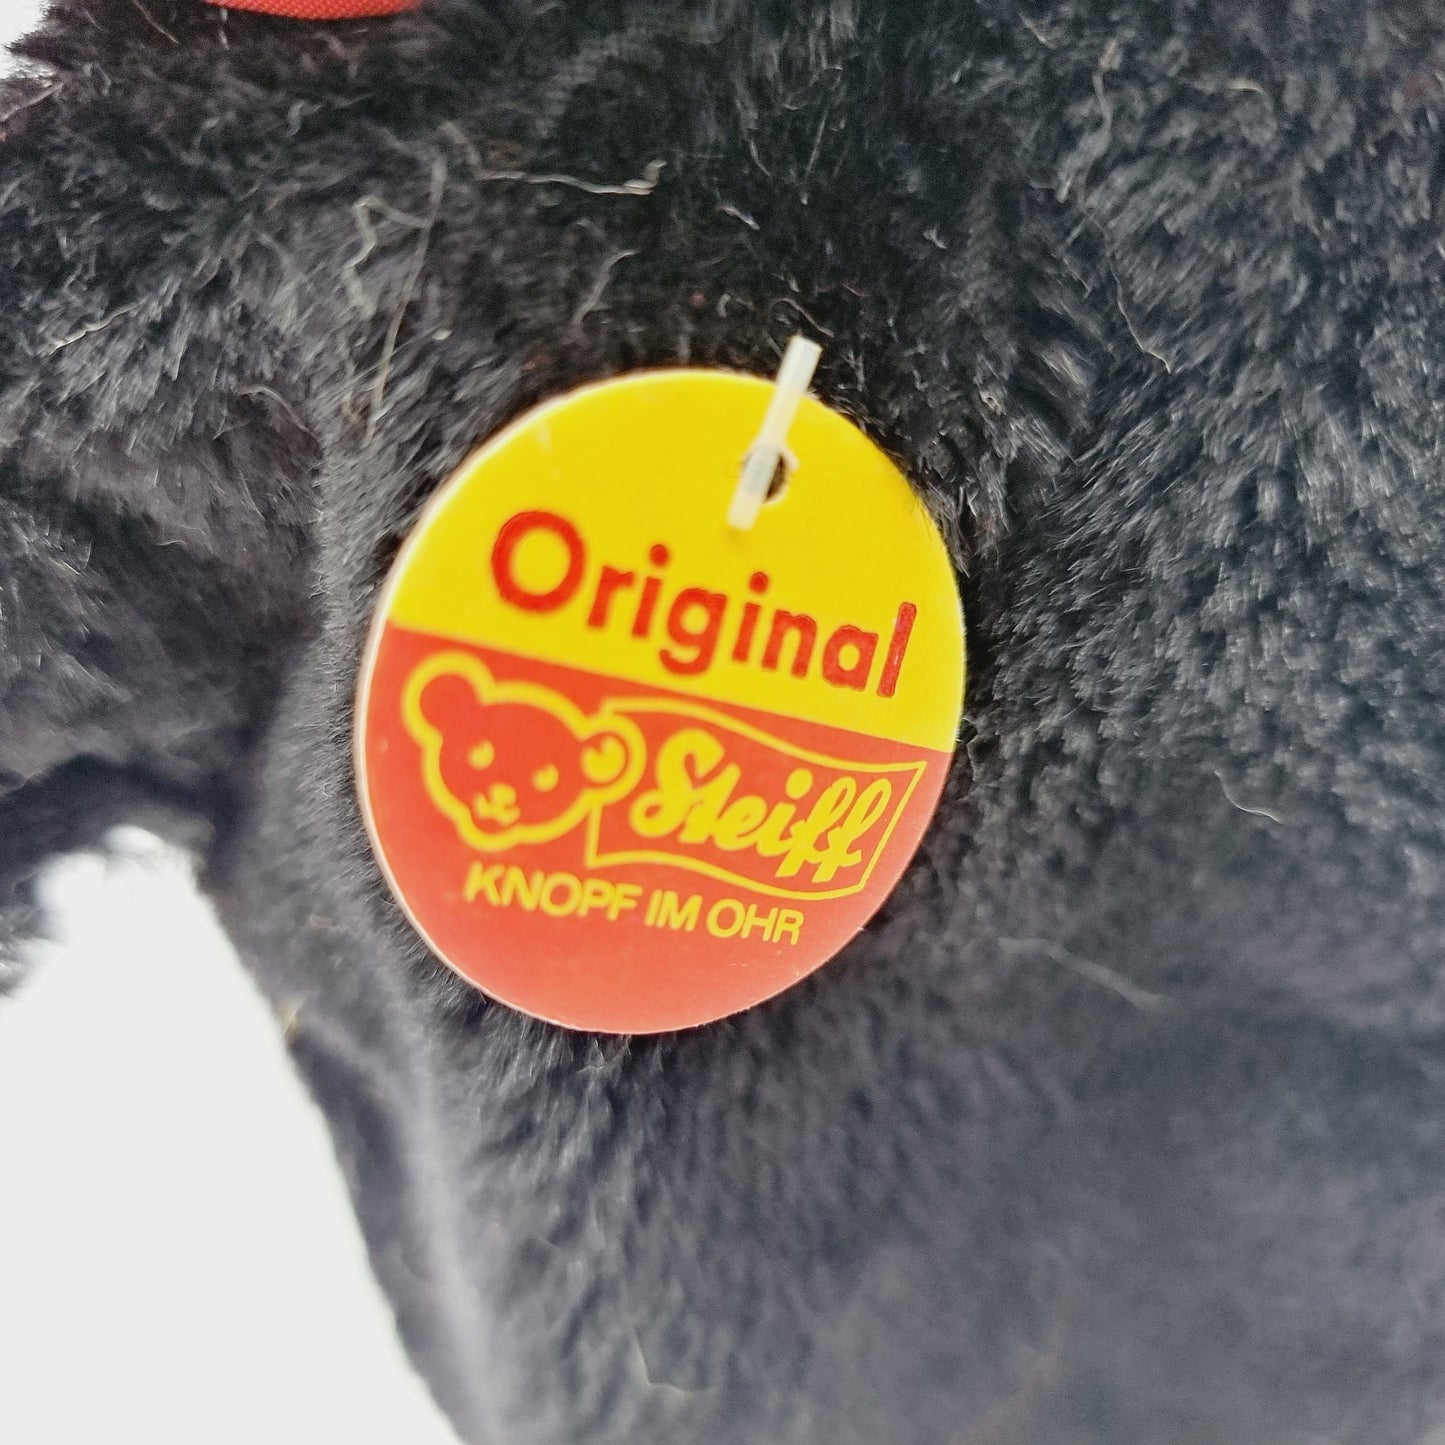 Original
Steiff
KNOPF IM OHR